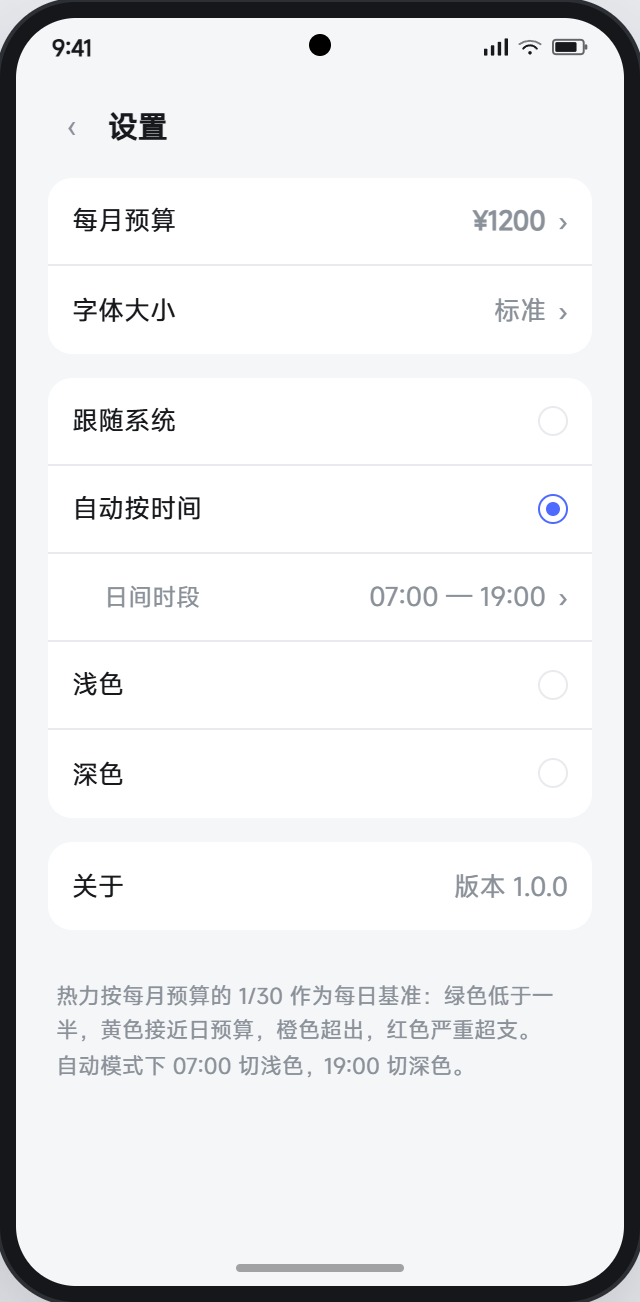 9:41
‹ 设置
每月预算 ¥1200 ›
字体大小 标准 ›
跟随系统
自动按时间
日间时段 07:00 — 19:00 ›
浅色
深色
关于 版本 1.0.0
热力按每月预算的 1/30 作为每日基准：绿色低于一
半，黄色接近日预算，橙色超出，红色严重超支。
自动模式下 07:00 切浅色，19:00 切深色。